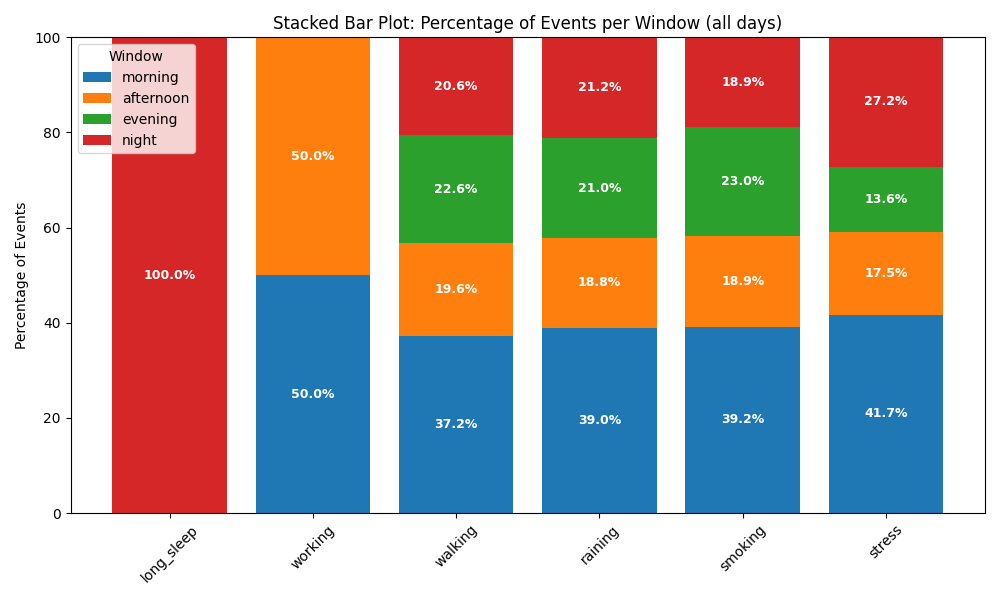 Stacked Bar Plot: Percentage of Events per Window (all days)
Percentage of Events
100
80
60
40
20
0
Window
morning
afternoon
evening
night
100.0%
50.0%
50.0%
20.6%
22.6%
19.6%
37.2%
21.2%
21.0%
18.8%
39.0%
18.9%
23.0%
18.9%
39.2%
27.2%
13.6%
17.5%
41.7%
long_sleep
working
walking
raining
smoking
stress